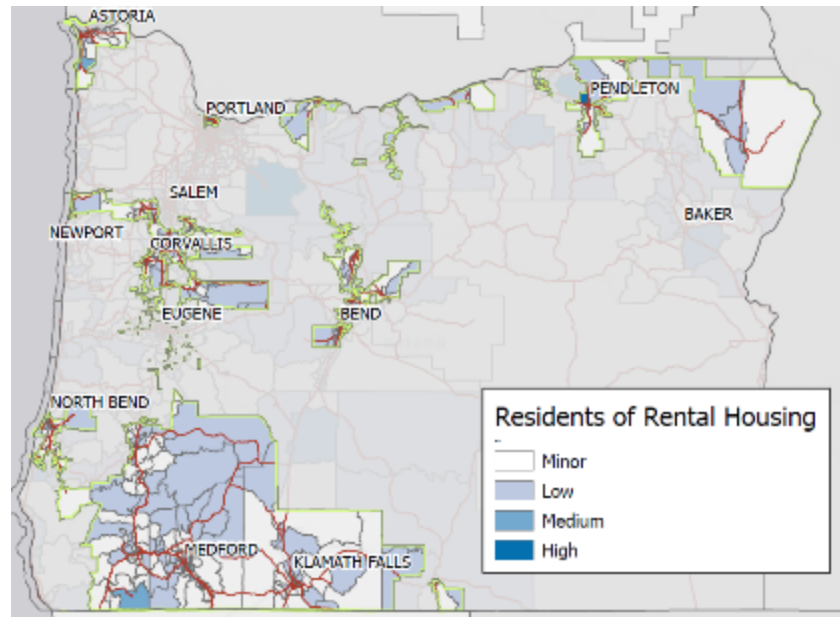 ASTORIA
PORTLAND
PENDLETON
SALEM
NEWPORT
CORVALLIS
BAKER
EUGENE
BEND
NORTH BEND
MEDFORD
KLAMATH FALLS
Residents of Rental Housing
Minor
Low
Medium
High